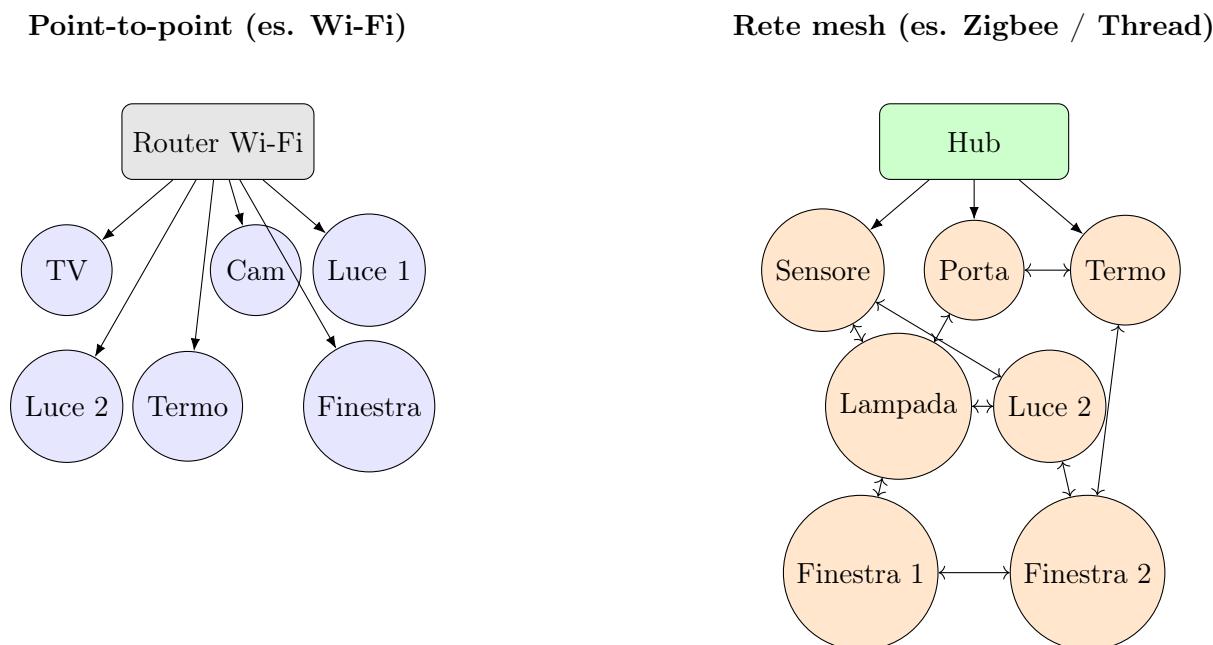 Point-to-point (es. Wi-Fi)
Router Wi-Fi
TV
Cam
Luce 1
Luce 2
Termo
Finestra
Rete mesh (es. Zigbee / Thread)
Hub
Sensore
Porta
Termo
Lampada
Luce 2
Finestra 1
Finestra 2